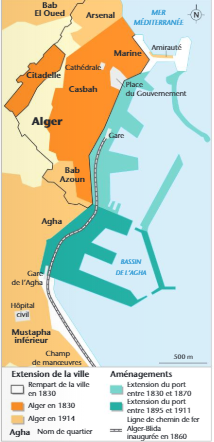 Bab
El Oued
Arsenal
MER
MÉDITERRANÉE
N
Marine
Amirauté
Cathédrale
Citadelle
Casbah
Place
du Gouvernement
Alger
Gare
Bab
Azoun
Agha
BASSIN
DE L'AGHA
Gare
de l'Agha
Hôpital
civil
Mustapha
inférieur
Champ
de manœuvres
500 m
Extension de la ville
Rempart de la ville
en 1830
Alger en 1830
Alger en 1914
Agha Nom de quartier
Aménagements
Extension du port
entre 1830 et 1870
Extension du port
entre 1895 et 1911
Ligne de chemin de fer
Alger-Blida
inaugurée en 1860